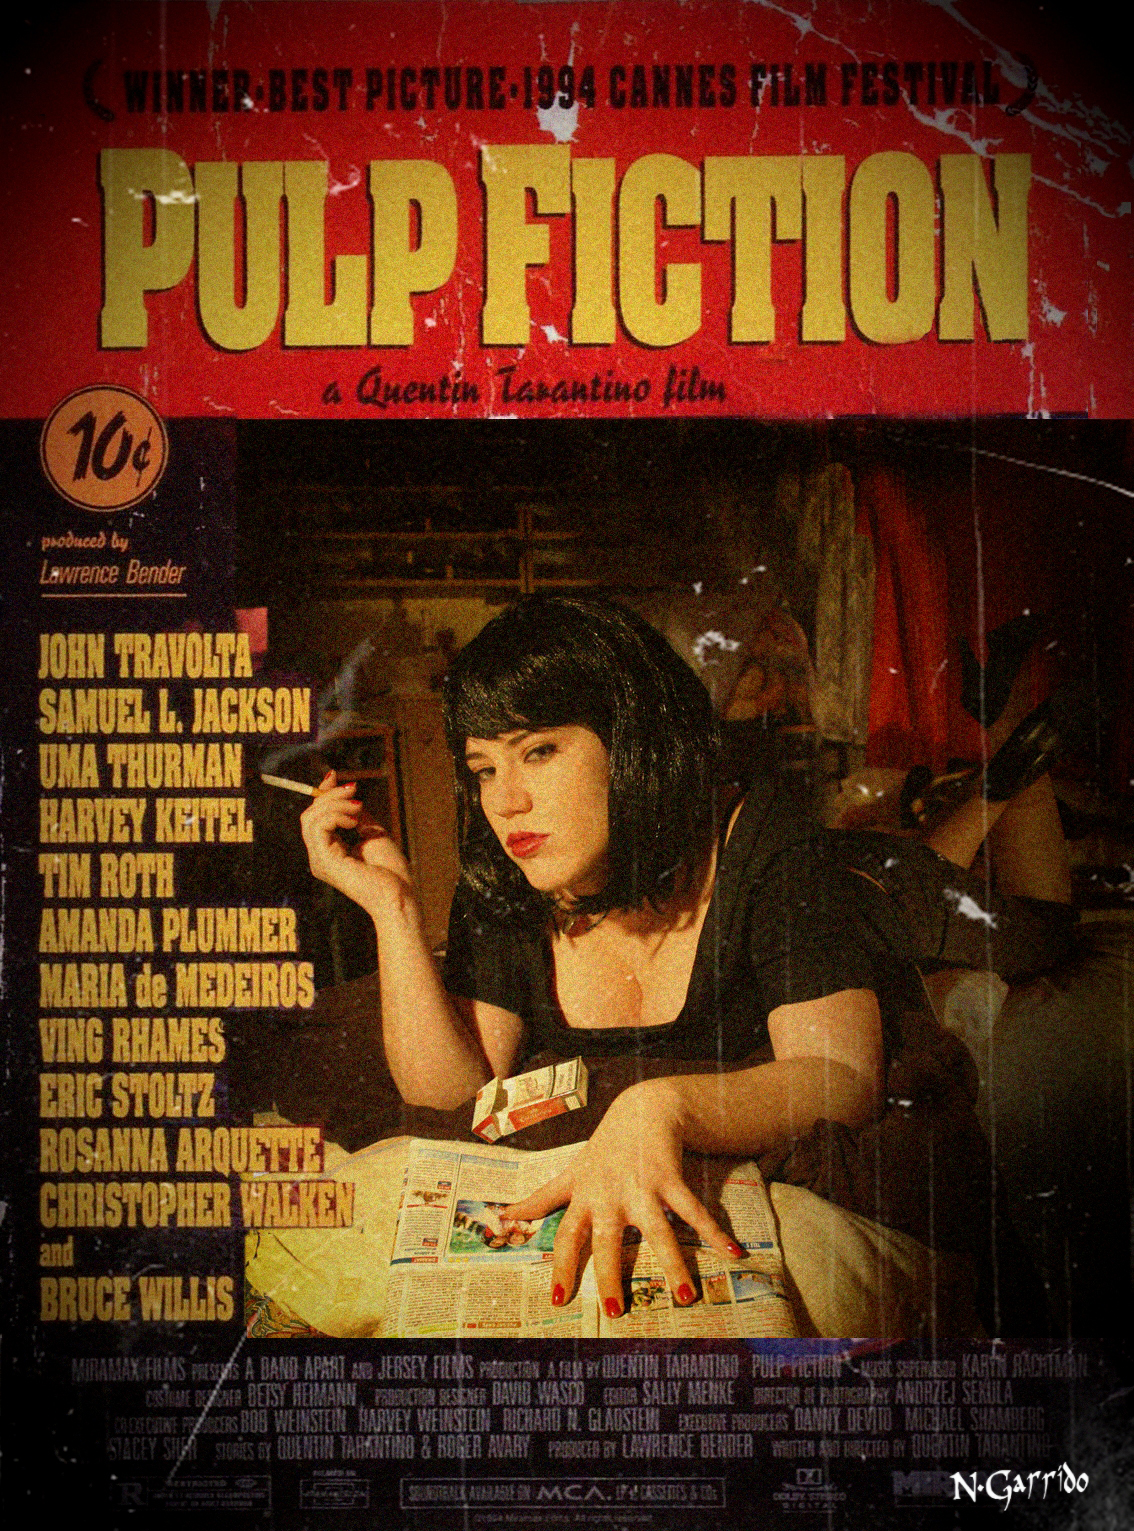 WINNER·BEST PICTURE·1994 CANNES FILM FESTIVAL
PULP FICTION
a Quentin Tarantino film
10¢
produced by
Lawrence Bender
JOHN TRAVOLTA
SAMUEL L. JACKSON
UMA THURMAN
HARVEY KEITEL
TIM ROTH
AMANDA PLUMMER
MARIA de MEDEIROS
VING RHAMES
ERIC STOLTZ
ROSANNA ARQUETTE
CHRISTOPHER WALKEN
and
BRUCE WILLIS
MIRAMAX FILMS PRESENTS A BAND APART AND JERSEY FILMS PRODUCTION A FILM BY QUENTIN TARANTINO PULP FICTION MUSIC SUPERVISOR KARYN RACHTMAN
COSTUME DESIGNER BETSY HEIMANN PRODUCTION DESIGNER DAVID WASCO EDITOR SALLY MENKE DIRECTOR OF PHOTOGRAPHY ANDRZEJ SEKULA
CO-EXECUTIVE PRODUCERS BOB WEINSTEIN HARVEY WEINSTEIN RICHARD N. GLADSTEIN EXECUTIVE PRODUCERS DANNY DEVITO MICHAEL SHAMBERG
STACEY SHER STORIES BY QUENTIN TARANTINO & ROGER AVARY PRODUCED BY LAWRENCE BENDER WRITTEN AND DIRECTED BY QUENTIN TARANTINO
R
SOUNDTRACK AVAILABLE ON MCA
DIGITAL
N·Garrido